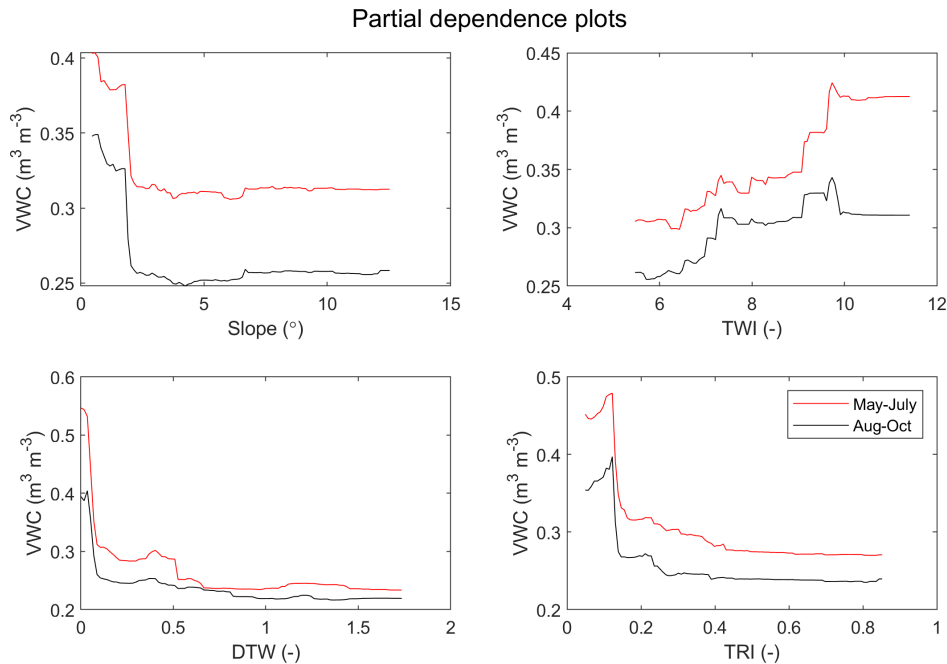 Partial dependence plots
VWC (m³ m⁻³)
0.4
0.35
0.3
0.25
0 5 10 15
Slope (°)
VWC (m³ m⁻³)
0.45
0.4
0.35
0.3
0.25
4 6 8 10 12
TWI (-)
VWC (m³ m⁻³)
0.6
0.5
0.4
0.3
0.2
0 0.5 1 1.5 2
DTW (-)
VWC (m³ m⁻³)
0.5
0.4
0.3
0.2
0 0.2 0.4 0.6 0.8 1
TRI (-)
May-July
Aug-Oct